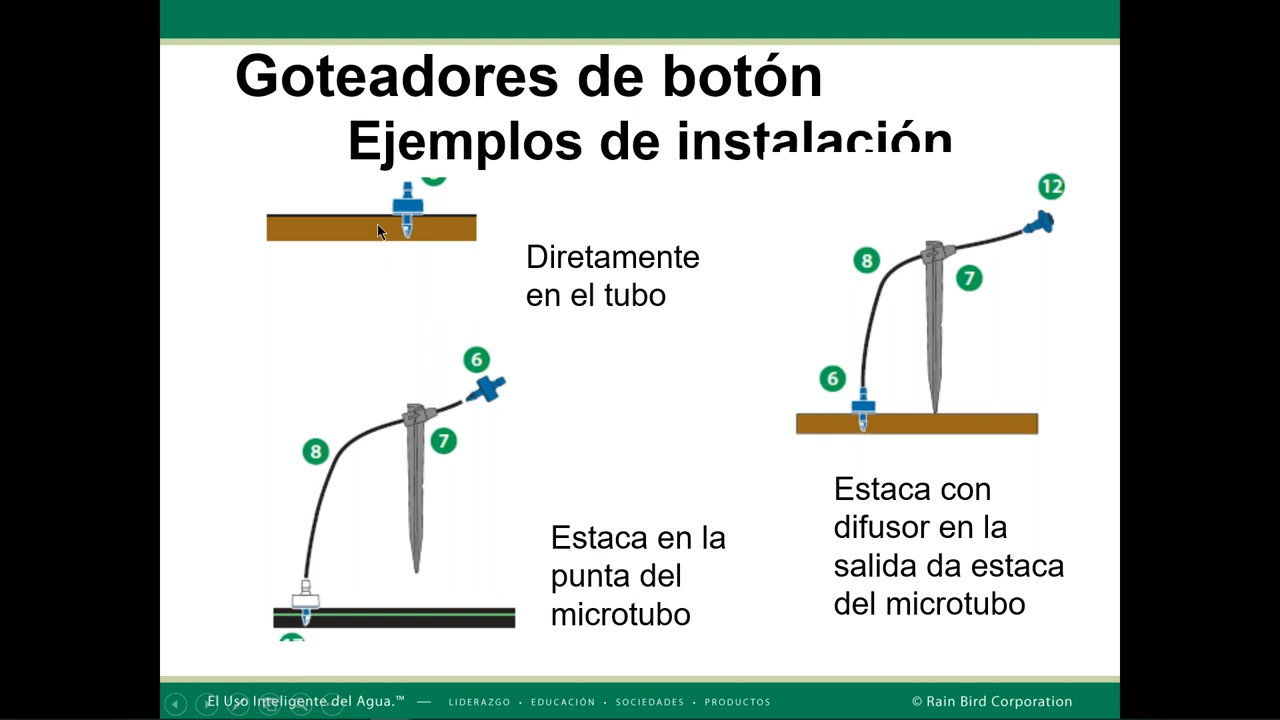 Goteadores de botón
Ejemplos de instalación
12
Diretamente
en el tubo
8
7
6
6
8
7
Estaca con
difusor en la
salida da estaca
del microtubo
Estaca en la
punta del
microtubo
El Uso Inteligente del Agua.™ — LIDERAZGO • EDUCACIÓN • SOCIEDADES • PRODUCTOS
© Rain Bird Corporation